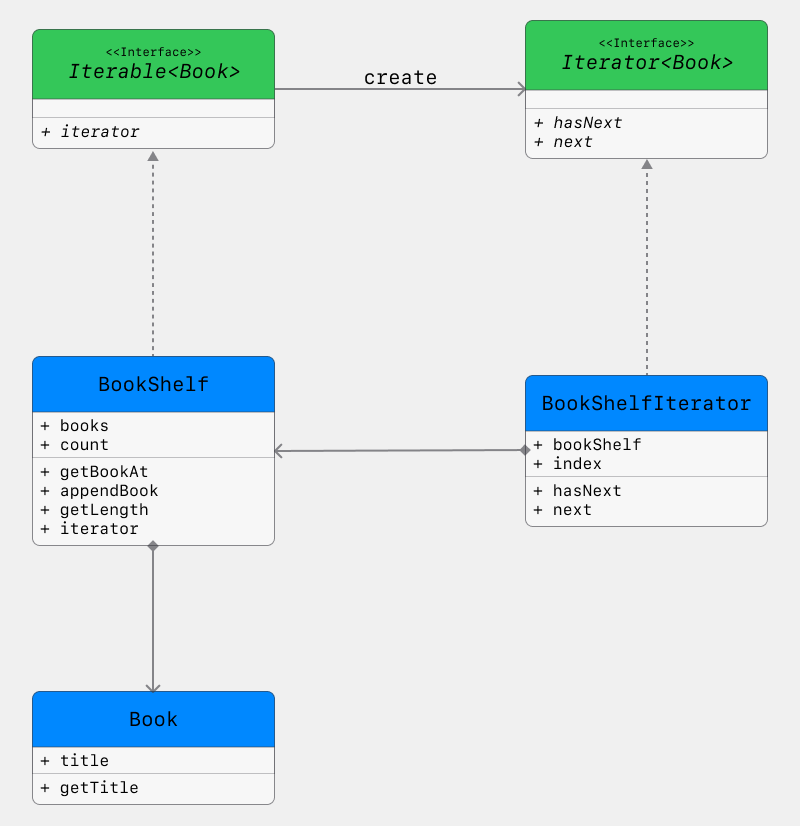 <<Interface>>
Iterable<Book>
+ iterator
create
<<Interface>>
Iterator<Book>
+ hasNext
+ next
BookShelf
+ books
+ count
+ getBookAt
+ appendBook
+ getLength
+ iterator
BookShelfIterator
+ bookShelf
+ index
+ hasNext
+ next
Book
+ title
+ getTitle